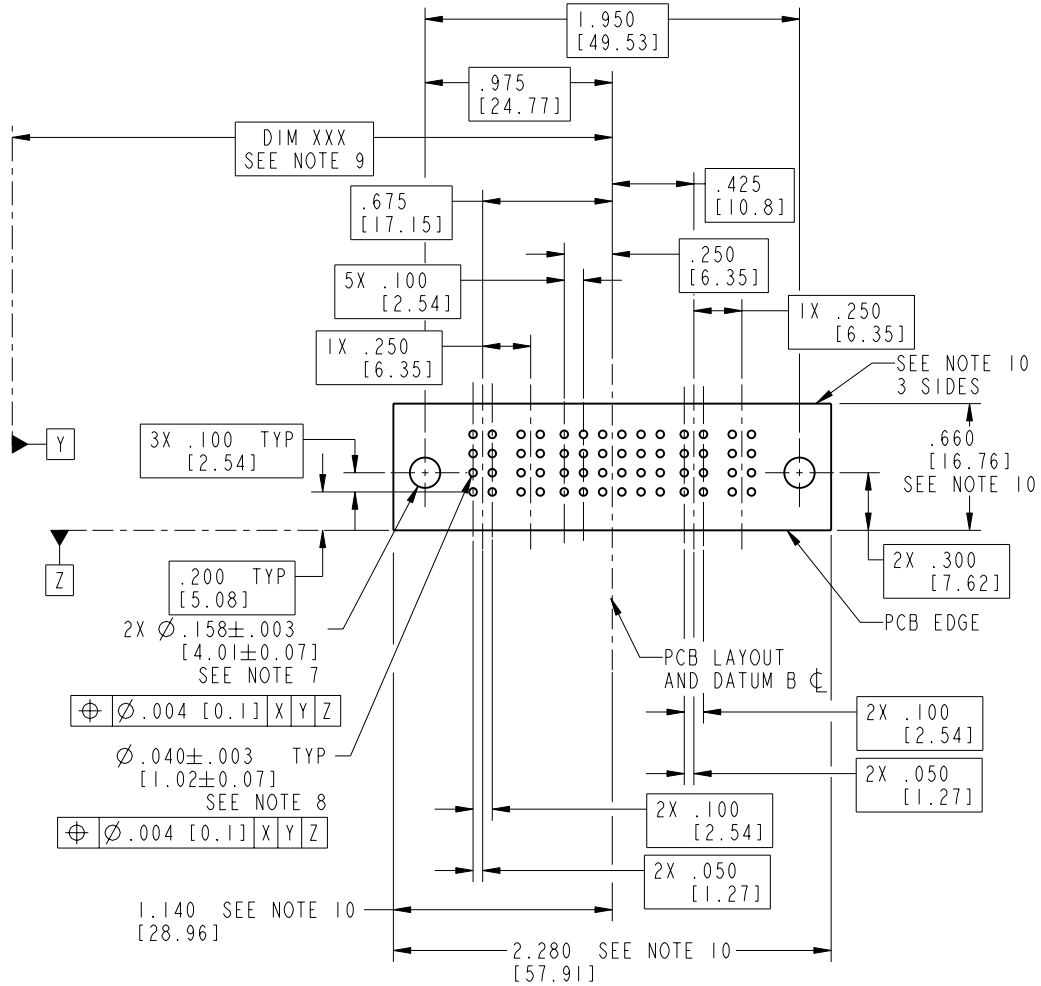 1.950
[49.53]
.975
[24.77]
DIM XXX
SEE NOTE 9
.425
[10.8]
.675
[17.15]
.250
[6.35]
5X .100
[2.54]
1X .250
[6.35]
1X .250
[6.35]
SEE NOTE 10
3 SIDES
3X .100 TYP
[2.54]
Y
.660
[16.76]
SEE NOTE 10
Z
.200 TYP
[5.08]
2X .300
[7.62]
PCB EDGE
2X Ø.158±.003
[4.01±0.07]
SEE NOTE 7
PCB LAYOUT
AND DATUM B ℄
⌖ Ø.004 [0.1] X Y Z
2X .100
[2.54]
Ø.040±.003 TYP
[1.02±0.07]
SEE NOTE 8
2X .050
[1.27]
⌖ Ø.004 [0.1] X Y Z
2X .100
[2.54]
2X .050
[1.27]
1.140 SEE NOTE 10
[28.96]
2.280 SEE NOTE 10
[57.91]